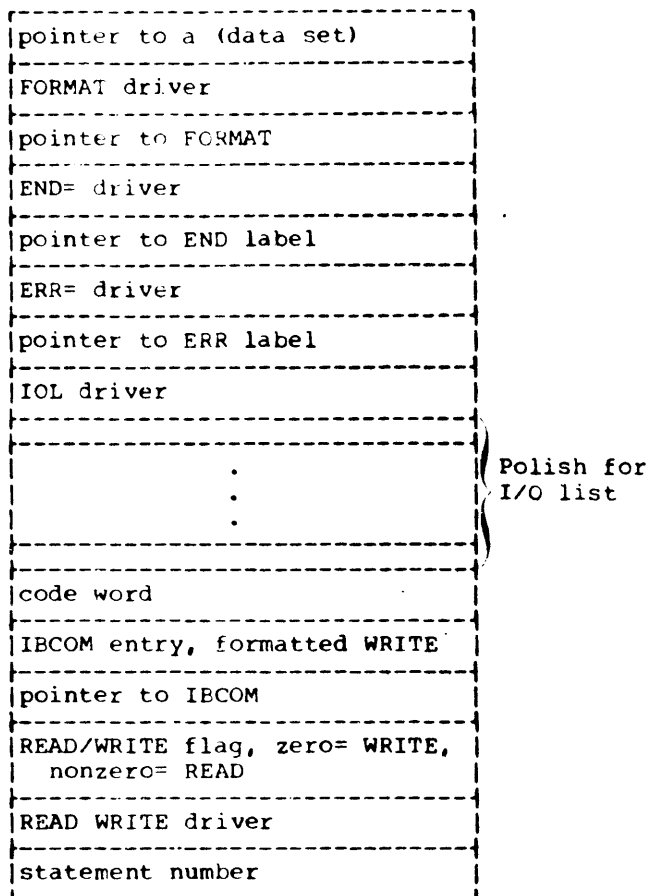 pointer to a (data set)
FORMAT driver
pointer to FORMAT
END= driver
pointer to END label
ERR= driver
pointer to ERR label
IOL driver
.
.
.
Polish for
I/O list
code word
IBCOM entry, formatted WRITE
pointer to IBCOM
READ/WRITE flag, zero= WRITE,
nonzero= READ
READ WRITE driver
statement number